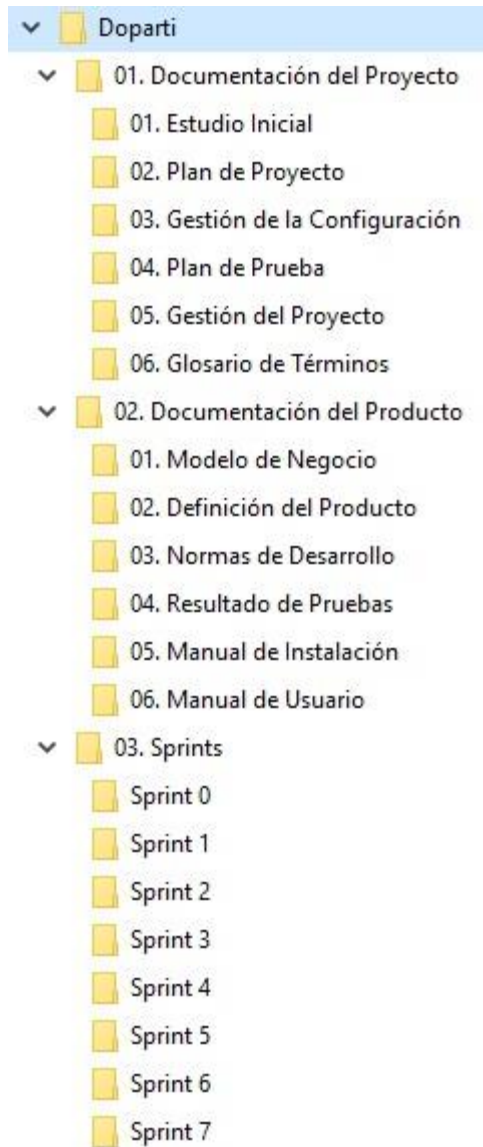 Doparti
01. Documentación del Proyecto
01. Estudio Inicial
02. Plan de Proyecto
03. Gestión de la Configuración
04. Plan de Prueba
05. Gestión del Proyecto
06. Glosario de Términos
02. Documentación del Producto
01. Modelo de Negocio
02. Definición del Producto
03. Normas de Desarrollo
04. Resultado de Pruebas
05. Manual de Instalación
06. Manual de Usuario
03. Sprints
Sprint 0
Sprint 1
Sprint 2
Sprint 3
Sprint 4
Sprint 5
Sprint 6
Sprint 7